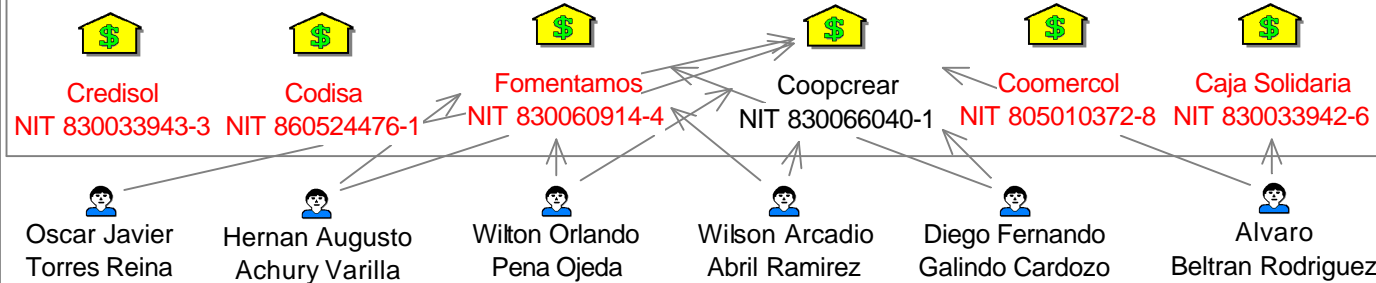 Credisol
NIT 830033943-3
Codisa
NIT 860524476-1
Fomentamos
NIT 830060914-4
Coopcrear
NIT 830066040-1
Coomercol
NIT 805010372-8
Caja Solidaria
NIT 830033942-6
Oscar Javier
Torres Reina
Hernan Augusto
Achury Varilla
Wilton Orlando
Pena Ojeda
Wilson Arcadio
Abril Ramirez
Diego Fernando
Galindo Cardozo
Alvaro
Beltran Rodriguez